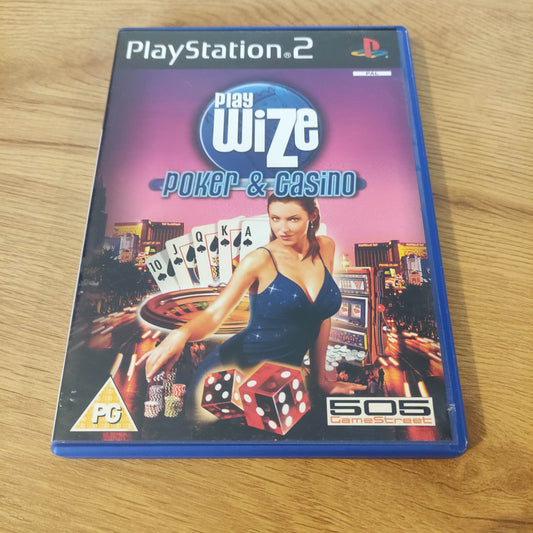 PlayStation®2
PAL
Play
Wize
Poker & Casino
10 J Q K A
PG
505
GameStreet